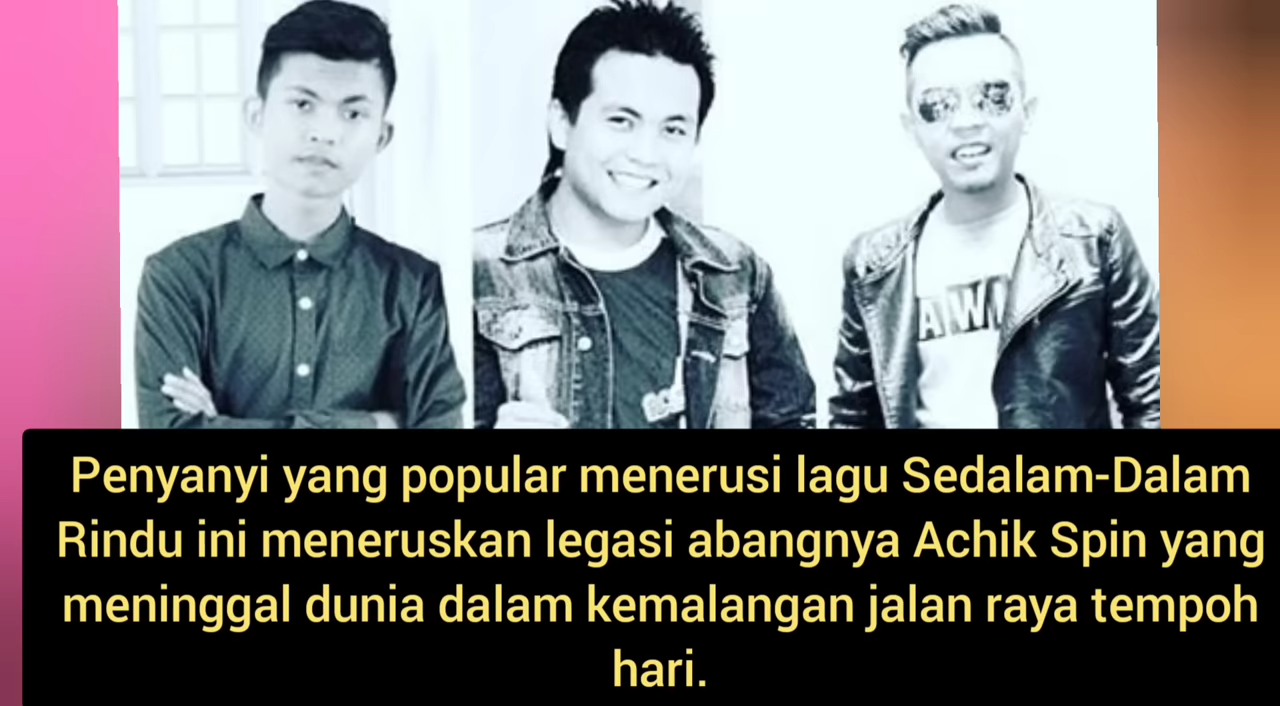 AWA
Penyanyi yang popular menerusi lagu Sedalam-Dalam
Rindu ini meneruskan legasi abangnya Achik Spin yang
meninggal dunia dalam kemalangan jalan raya tempoh
hari.